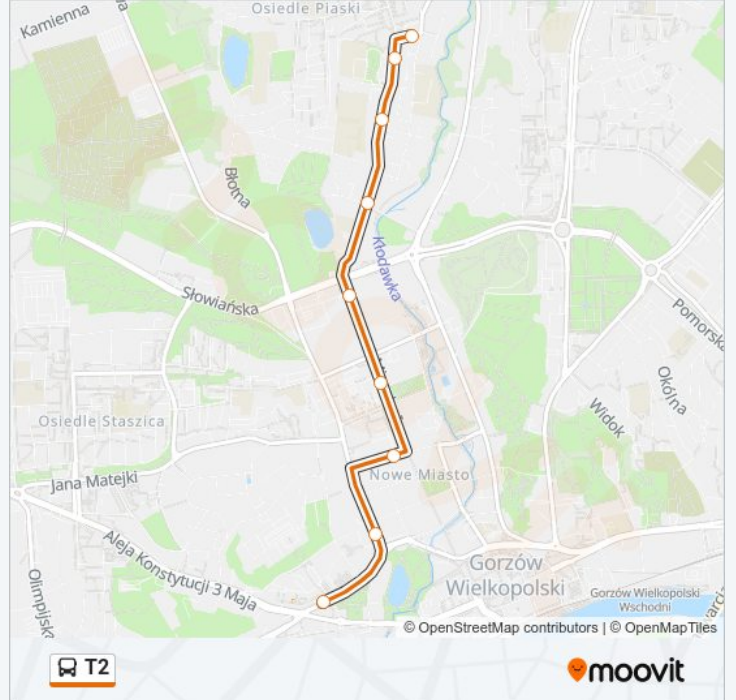 Osiedle Piaski
Kamienna
Błotna
Kłodawka
Słowiańska
Pomorska
Okólna
Widok
Osiedle Staszica
Nowe Miasto
Jana Matejki
Aleja Konstytucji 3 Maja
Olimpijska
Gorzów
Wielkopolski
Gorzów Wielkopolski
Wschodni
© OpenStreetMap contributors | © OpenMapTiles
T2
moovit